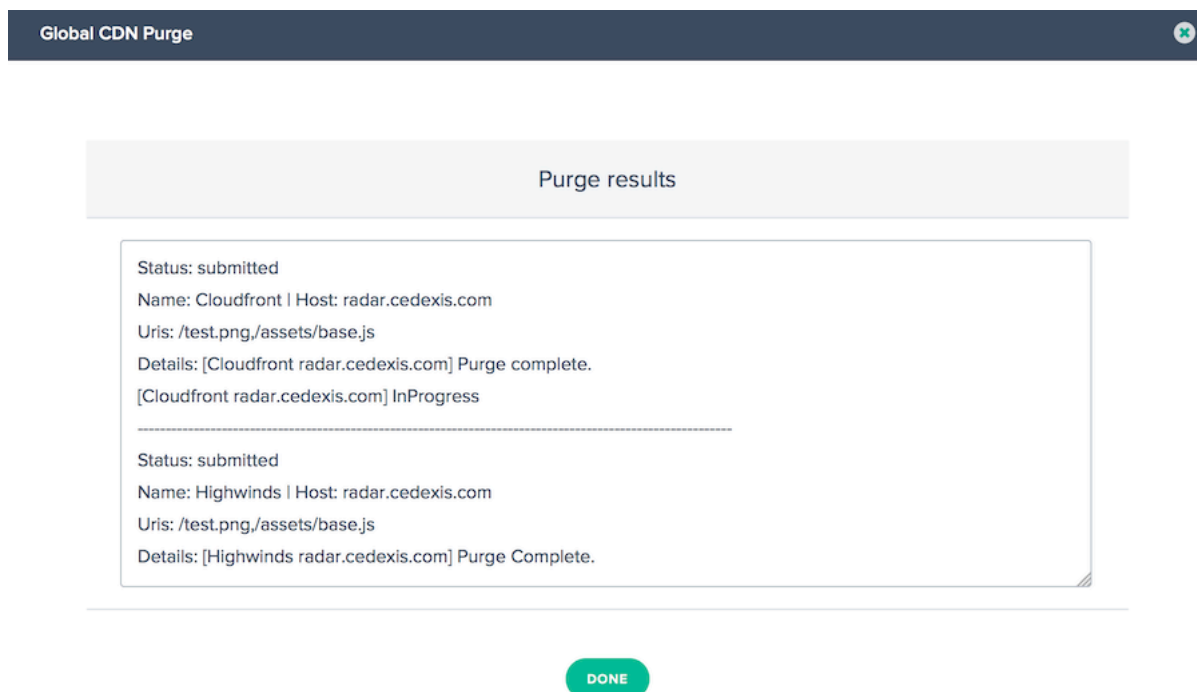 Global CDN Purge
Purge results
Status: submitted
Name: Cloudfront | Host: radar.cedexis.com
Uris: /test.png,/assets/base.js
Details: [Cloudfront radar.cedexis.com] Purge complete.
[Cloudfront radar.cedexis.com] InProgress
--------------------------------------------------------------------------------------------------------
Status: submitted
Name: Highwinds | Host: radar.cedexis.com
Uris: /test.png,/assets/base.js
Details: [Highwinds radar.cedexis.com] Purge Complete.
DONE